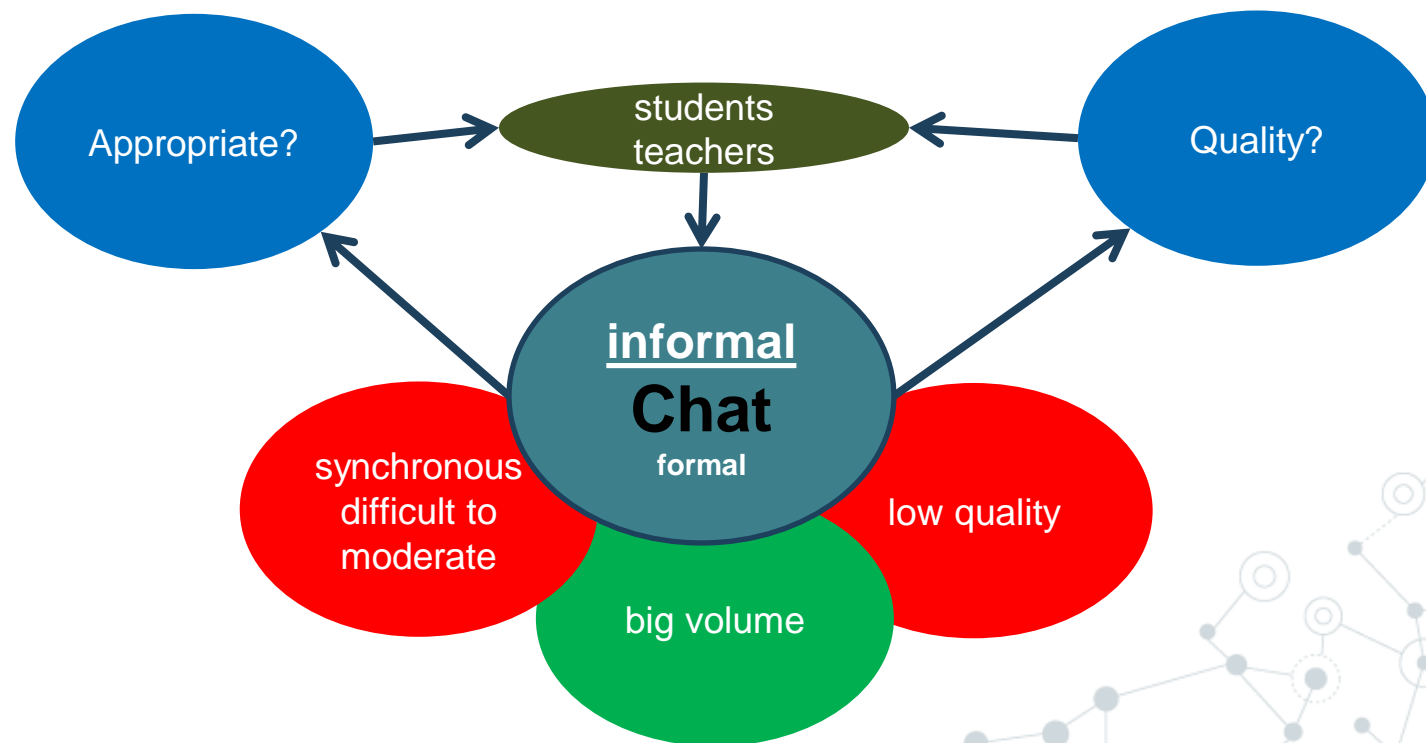 Appropriate?
students
teachers
Quality?
informal
Chat
formal
synchronous
difficult to
moderate
low quality
big volume